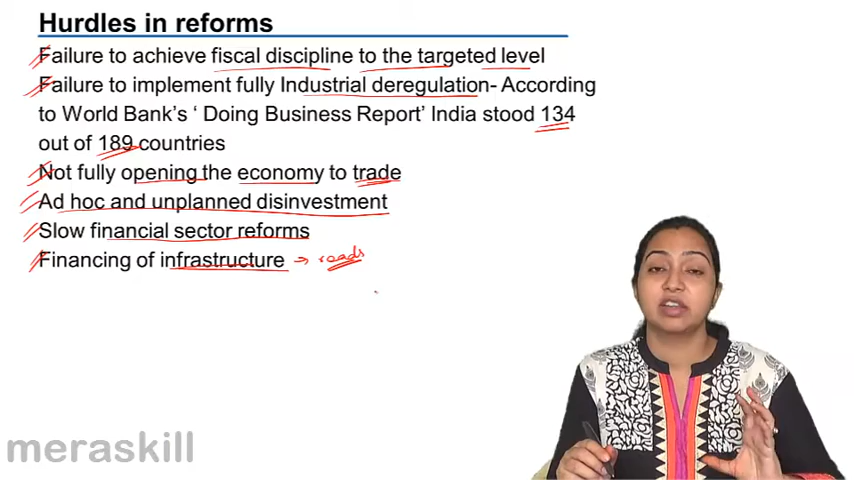 Hurdles in reforms
Failure to achieve fiscal discipline to the targeted level
Failure to implement fully Industrial deregulation- According
to World Bank's ‘ Doing Business Report’ India stood 134
out of 189 countries
Not fully opening the economy to trade
Ad hoc and unplanned disinvestment
Slow financial sector reforms
Financing of infrastructure → roads
meraskill